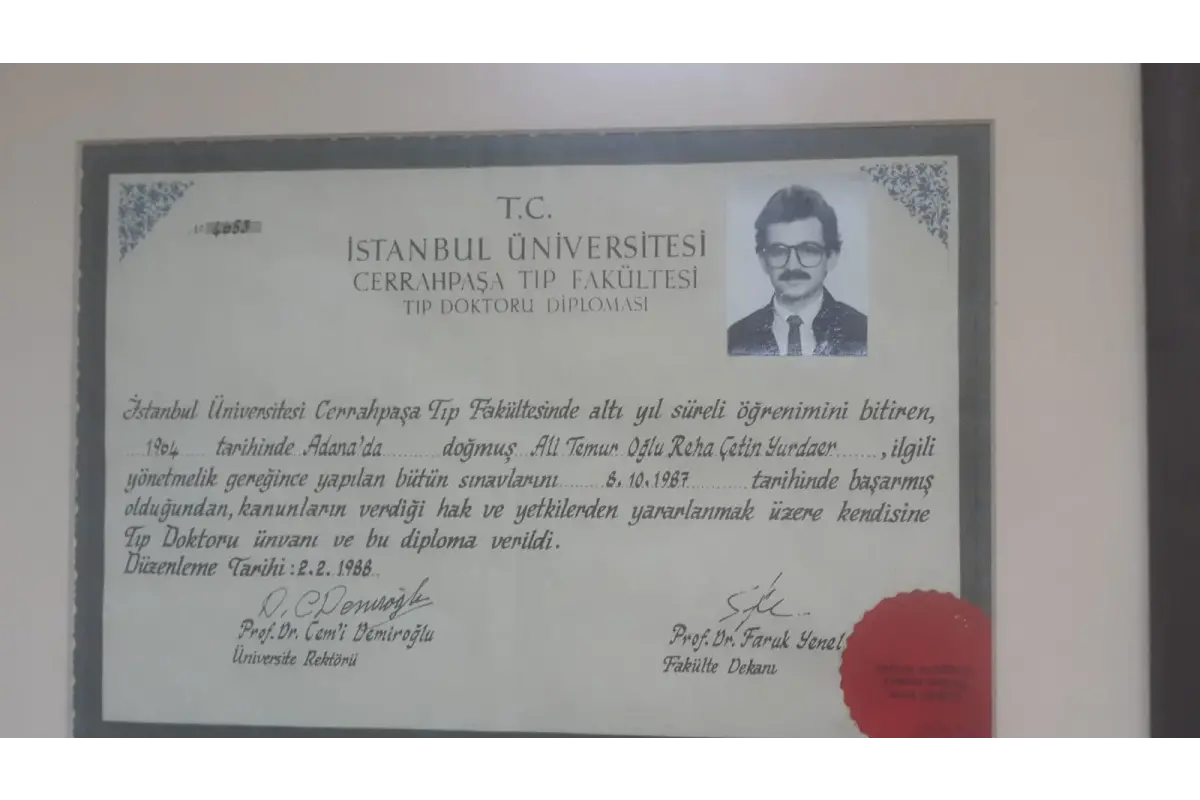 4653
T.C.
İSTANBUL ÜNİVERSİTESİ
CERRAHPAŞA TIP FAKÜLTESİ
TIP DOKTORU DİPLOMASI
İstanbul Üniversitesi Cerrahpaşa Tıp Fakültesinde altı yıl süreli öğrenimini bitiren,
1964 tarihinde Adana'da doğmuş Ali Temur Oğlu Reha Çetin Yurdaer, ilgili
yönetmelik gereğince yapılan bütün sınavlarını 8.10.1987 tarihinde başarmış
olduğundan, kanunların verdiği hak ve yetkilerden yararlanmak üzere kendisine
Tıp Doktoru ünvanı ve bu diploma verildi.
Düzenleme Tarihi : 2.2.1988
D. C Demiroğlu
Prof. Dr. Cem'i Demiroğlu
Üniversite Rektörü
Prof. Dr. Faruk Yenel
Fakülte Dekanı